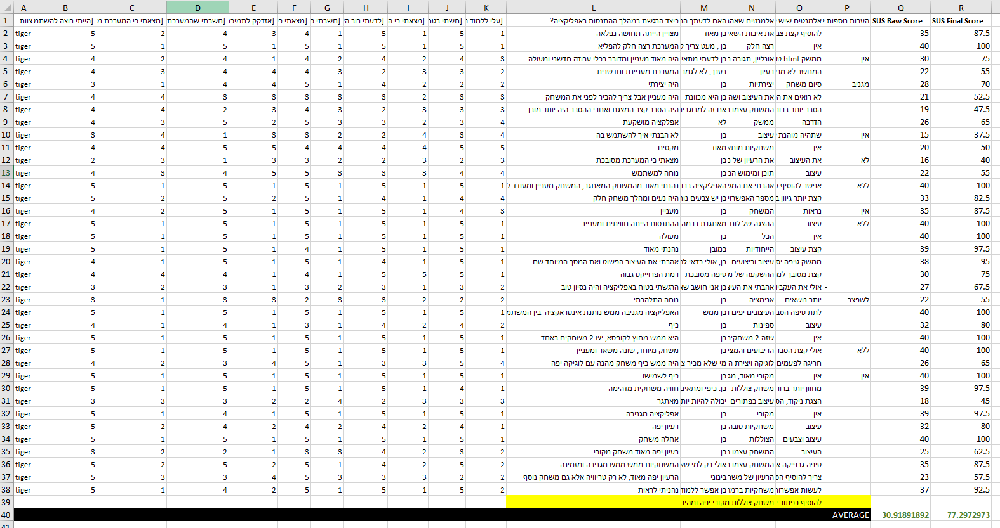 A B C D E F G H I J K L M N O P Q R
1 צוות: [הייתי רוצה להשתמ [מצאתי כי המערכת מ [חשבתי שהמערכת [אזדקק לתמיכ [מצאתי כ [חשבתי כ [לדעתי רוב ה [מצאתי כי ה [חשתי בטח [עלי ללמוד ו כיצד הרגשת במהלך ההתנסות באפליקציה? האם לדעתך המ אלמנטים שאהב אלמנטים שיש הערות נוספות SUS Raw Score SUS Final Score
2 tiger 5 2 4 3 4 1 5 1 5 1 מצויין הייתה תחושה נפלאה כן מאוד את איכות השא להוסיף קצת צב 35 87.5
3 tiger 5 1 5 1 5 1 5 1 5 1 המערכת רצה חלק להפליא כן , מעט צריך ל רצה חלק אין 40 100
4 tiger 4 2 4 1 4 2 4 2 4 3 היה מאוד מעניין ומדובר בכלי עבודה חדשני ומעולה כן לדעתי מתאי אונליין, תגובה מ ממשק html טו אין 30 75
5 tiger 4 3 4 4 4 3 2 3 3 2 המערכת מעניינת וחדשנית בערך, לא לגמר רעיון המחשב לא מר 22 55
6 tiger 3 1 4 4 5 1 4 2 2 2 היה יצירתי כן יצירתיות סיום משחק מגניב 28 70
7 tiger 4 4 3 3 3 3 3 2 3 3 היה מעניין אבל צריך להכיר לפני את המשחק כן היא מכוונת את העיצוב ושה לא רואים את ה 21 52.5
8 tiger 4 4 2 3 4 3 2 3 3 3 היה הסבר קצר המצגת ואחרי ההסבר היה יותר מובן אם זה למבוגרים המשחק עצמו נ הסבר יותר ברור 19 47.5
9 tiger 4 3 5 2 5 3 3 2 3 4 אפלקציה מושקעת לא ממשק הדרכה 26 65
10 tiger 3 4 1 3 3 2 2 4 3 4 לא הבנתי איך להשתמש בה כן עיצוב שתהיה מוהנת אין 15 37.5
11 tiger 4 4 5 5 4 4 4 4 5 5 מקסים מאוד משחקיות מותא אין 20 50
12 tiger 2 3 1 3 3 2 2 3 2 3 מצאתי כי המערכת מסובכת כן את הרעיון של מ את העיצוב לא 16 40
13 tiger 4 3 4 5 5 3 3 3 4 4 נוחה למשתמש כן תוכן ומימוש המ עיצוב 22 55
14 tiger 5 1 5 1 5 1 5 1 5 1 נהנתי מאוד מהמשחק המאתגר, המשחק מעניין ומעודד ל האפליקציה ברו אהבתי את המש אפשר להוסיף ע ללא 40 100
15 tiger 5 2 5 2 5 1 4 1 4 4 היה נעים ומהלך משחק חלק כן יש צבעים נור מספר האפשרוי קצת יותר גיוון ב 33 82.5
16 tiger 4 2 5 1 5 1 5 1 4 3 מעניין כן המשחק נראות אין 35 87.5
17 tiger 5 1 5 1 5 1 5 1 5 1 ההתנסות הייתה חוויתית ומעניינ מאתגרת ברמה ההצגה של לוח עיצוב ללא 40 100
18 tiger 5 1 5 1 5 1 5 1 5 1 מעולה כן הכל אין 40 100
19 tiger 5 1 5 1 4 1 5 1 5 1 נהנתי מאוד כמובן הייחודיות קצת עיצוב 39 97.5
20 tiger 4 1 5 1 5 1 4 1 5 1 אהבתי את העיצוב הפשוט ואת המסך המיוחד שם כן, אולי כדאי לה עיצוב וביצועים ממשק טיפה יס 38 95
21 tiger 4 4 4 1 4 1 5 5 5 1 רמת הפרוייקט גבוה טיפה מסובכת ההשקעה של מ קצת מסובך למ 30 75
22 tiger 3 2 3 1 3 2 3 1 3 2 הרגשתי בטוח באפליקציה והיה נסיון טוב כן אני חושב שא אהבתי את העיצ אולי את העקביו - 27 67.5
23 tiger 3 1 3 3 2 3 3 2 2 2 נוחה התלהבתי כן אנימציה יותר נושאים לשפצר 22 55
24 tiger 5 1 5 1 5 1 5 1 5 1 האפליקציה מגניבה ממש נותנת אינטראקציה בין המשתמ כן ממש העיצובים יפים ו לתת טיפה הסב 40 100
25 tiger 4 1 4 1 3 1 4 2 4 2 כיף כן ספינות עיצוב 32 80
26 tiger 5 1 5 1 5 1 5 1 5 1 היא ממש מחוץ לקופסא, יש 2 משחקים באחד כן שזה 2 משחקים אין 40 100
27 tiger 5 1 5 1 5 1 5 1 5 1 משחק מיוחד, שונה משאר ומעניין כן הריבועים והמצי אולי קצת הסבר ללא 40 100
28 tiger 4 2 3 4 5 1 3 3 5 4 היה ממש כיף משחק מהנה עם לוגיקה יפה מי שלא מכיר צ לוגיקה ויצירת ה חריגה לפעמים 26 65
29 tiger 5 1 5 1 5 1 5 1 5 1 כיף לשמישו כן מקורי מאוד, מג אין אין 40 100
30 tiger 5 1 5 1 5 1 5 1 4 1 חוויה משחקית מדהימה כן. כיפי ומתאים משחק צוללות מחוון יותר ברור 39 97.5
31 tiger 3 3 3 2 2 4 2 3 3 3 מאתגר יכולה להיות יות עיצוב כפתורים הצגת ניקוד, הס 18 45
32 tiger 5 1 4 1 5 1 5 1 5 1 אפליקציה מגניבה כן מקורי אין 39 97.5
33 tiger 5 2 4 2 4 2 4 2 4 1 רעיון יפה כן משחקיות טובה עיצוב 32 80
34 tiger 5 1 5 1 5 1 5 1 5 1 אחלה משחק כן הצוללות עיצוב וצבעים 40 100
35 tiger 3 2 2 1 3 3 4 2 3 2 רעיון יפה מאוד משחק מקורי כן המשחק עצמו ו העיצוב 25 62.5
36 tiger 5 2 5 2 5 1 4 2 5 2 המשחקיות ממש ממש מגניבה ומזמינה אולי רק למי שא המשחק עצמו מ טיפה גרפיקה א 35 87.5
37 tiger 5 3 3 4 5 3 3 3 2 2 הרעיון יפה מאוד, לא רק טריוויה אלא גם משחק נוסף בינוני הרעיון של משח צריך להוסיף הס 23 57.5
38 tiger 5 1 4 2 5 1 5 1 5 2 נהניתי לראות כן אפשר ללמוד משחקיות ברמה לעשות אפשרוו 37 92.5
39 משחק צוללות מקורי יפה ומהיר להוסיף כפתור י
40 AVERAGE 30.91891892 77.2972973
41